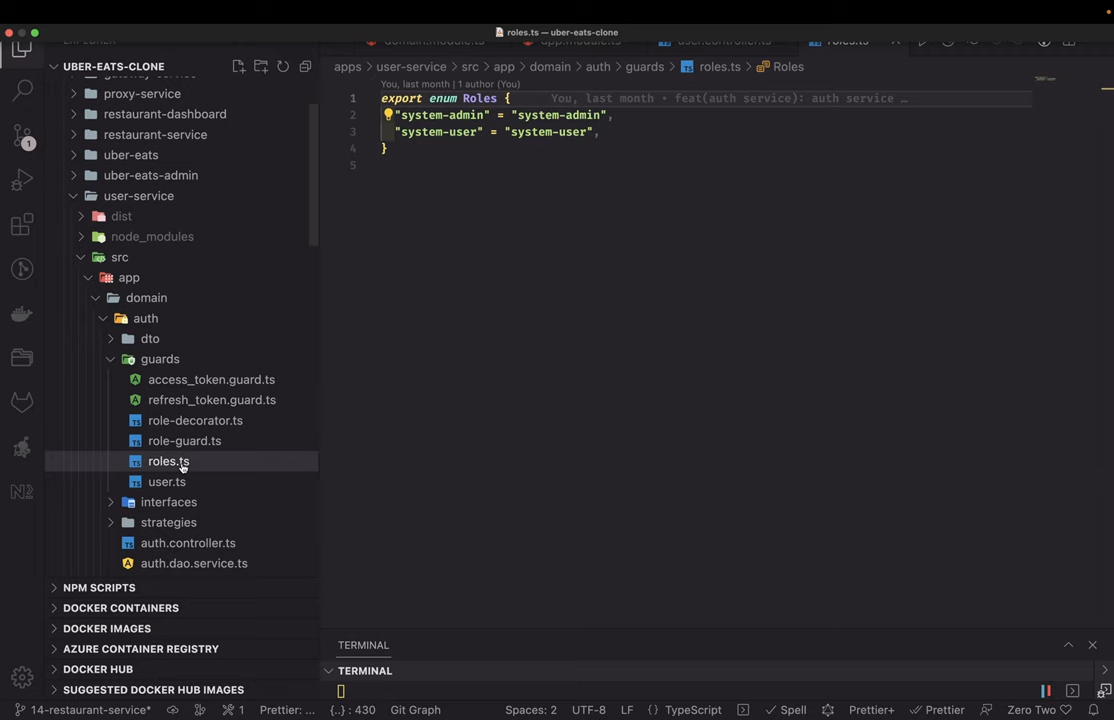 roles.ts — uber-eats-clone
UBER-EATS-CLONE
proxy-service
restaurant-dashboard
restaurant-service
uber-eats
uber-eats-admin
user-service
dist
node_modules
src
app
domain
auth
dto
guards
access_token.guard.ts
refresh_token.guard.ts
role-decorator.ts
role-guard.ts
roles.ts
user.ts
interfaces
strategies
auth.controller.ts
auth.dao.service.ts
NPM SCRIPTS
DOCKER CONTAINERS
DOCKER IMAGES
AZURE CONTAINER REGISTRY
DOCKER HUB
SUGGESTED DOCKER HUB IMAGES
1
apps > user-service > src > app > domain > auth > guards > TS roles.ts > Roles
You, last month | 1 author (You)
1 export enum Roles { You, last month • feat(auth service): auth service …
2 "system-admin" = "system-admin",
3 "system-user" = "system-user",
4 }
5
TERMINAL
TERMINAL
14-restaurant-service* 1 Prettier: ... {..} : 430 Git Graph Spaces: 2 UTF-8 LF { } TypeScript Spell Prettier+ Prettier Zero Two